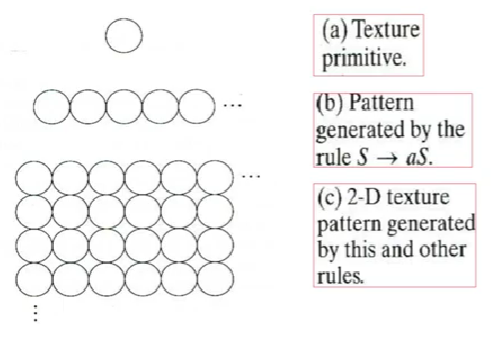 (a) Texture
primitive.
(b) Pattern
generated by the
rule S → aS.
(c) 2-D texture
pattern generated
by this and other
rules.